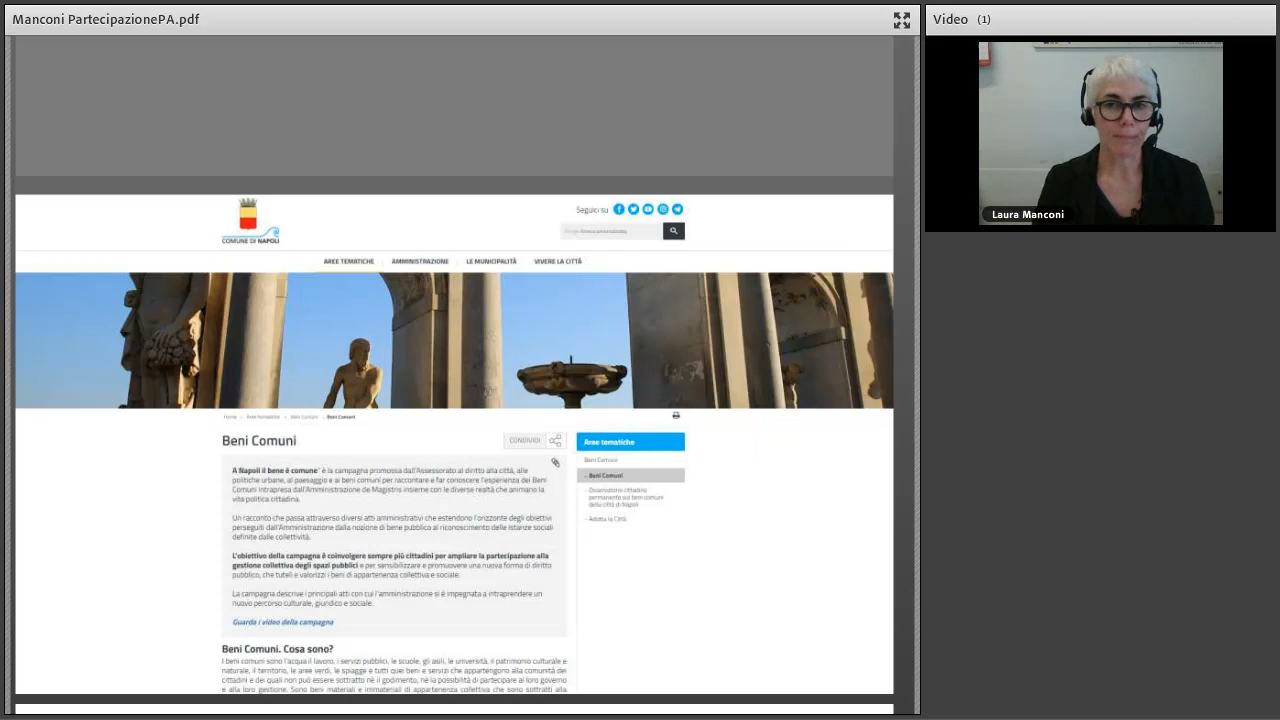 Manconi PartecipazionePA.pdf
Video (1)
Laura Manconi
COMUNE DI NAPOLI
Seguici su
AREE TEMATICHE
AMMINISTRAZIONE
LE MUNICIPALITÀ
VIVERE LA CITTÀ
Home
Aree tematiche
Beni Comuni
Beni Comuni
Beni Comuni
CONDIVIDI
A Napoli il bene è comune" è la campagna promossa dall'Assessorato al diritto alla città, alle
politiche urbane, al paesaggio e ai beni comuni per raccontare e far conoscere l'esperienza dei Beni
Comuni intrapresa dall'Amministrazione de Magistris insieme con le diverse realtà che animano la
vita politica cittadina.
Un racconto che passa attraverso diversi atti amministrativi che estendono l'orizzonte degli obiettivi
perseguiti dall'Amministrazione dalla nozione di bene pubblico al riconoscimento delle istanze sociali
definite dalle collettività.
L'obiettivo della campagna è coinvolgere sempre più cittadini per ampliare la partecipazione alla
gestione collettiva degli spazi pubblici e per sensibilizzare e promuovere una nuova forma di diritto
pubblico, che tuteli e valorizzi i beni di appartenenza collettiva e sociale.
La campagna descrive i principali atti con cui l'amministrazione si è impegnata a intraprendere un
nuovo percorso culturale, giuridico e sociale.
Guarda i video della campagna
Beni Comuni. Cosa sono?
I beni comuni sono l'acqua il lavoro, i servizi pubblici, le scuole, gli asili, le università, il patrimonio culturale e
naturale, il territorio, le aree verdi, le spiagge e tutti quei beni e servizi che appartengono alla comunità dei
cittadini e dei quali non può essere sottratto né il godimento, né la possibilità di partecipare al loro governo
e alla loro gestione. Sono beni materiali e immateriali di appartenenza collettiva che sono sottratti alla
Aree tematiche
Beni Comuni
- Beni Comuni
- Osservatorio cittadino
permanente sui beni comuni
della città di Napoli
- Adotta la Città